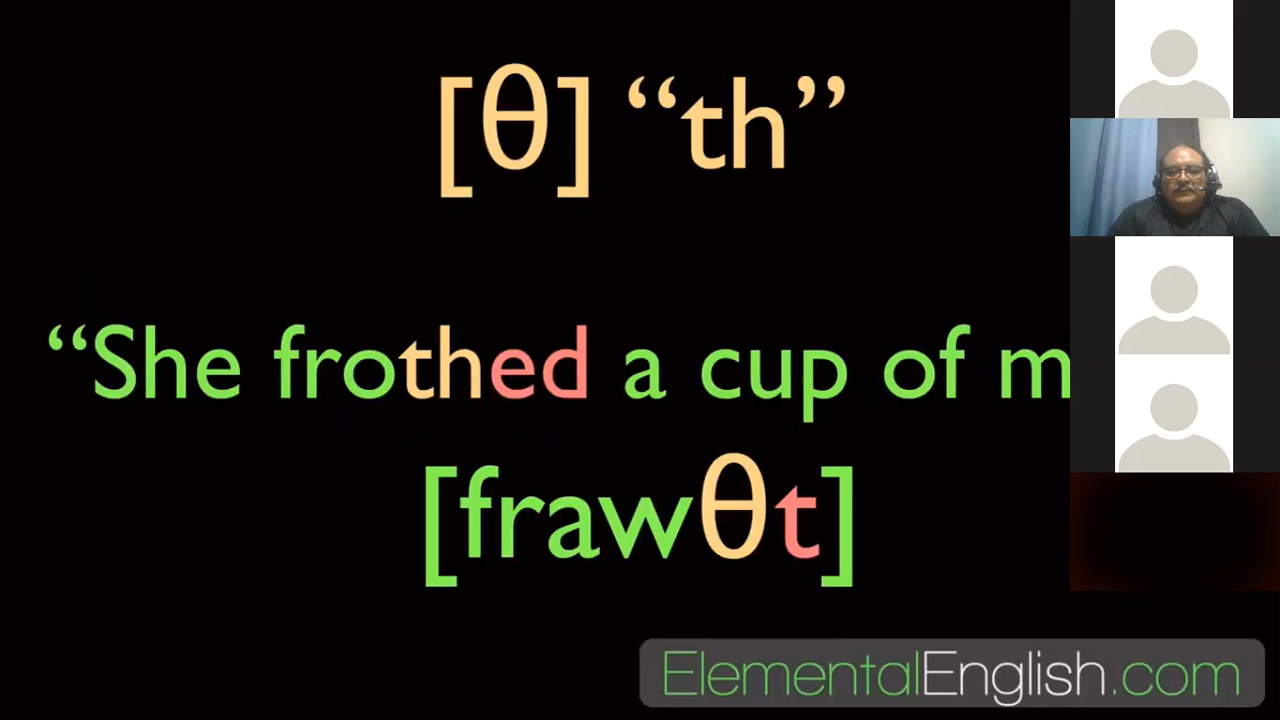 [θ] “th”
“She frothed a cup of m
[frawθt]
ElementalEnglish.com